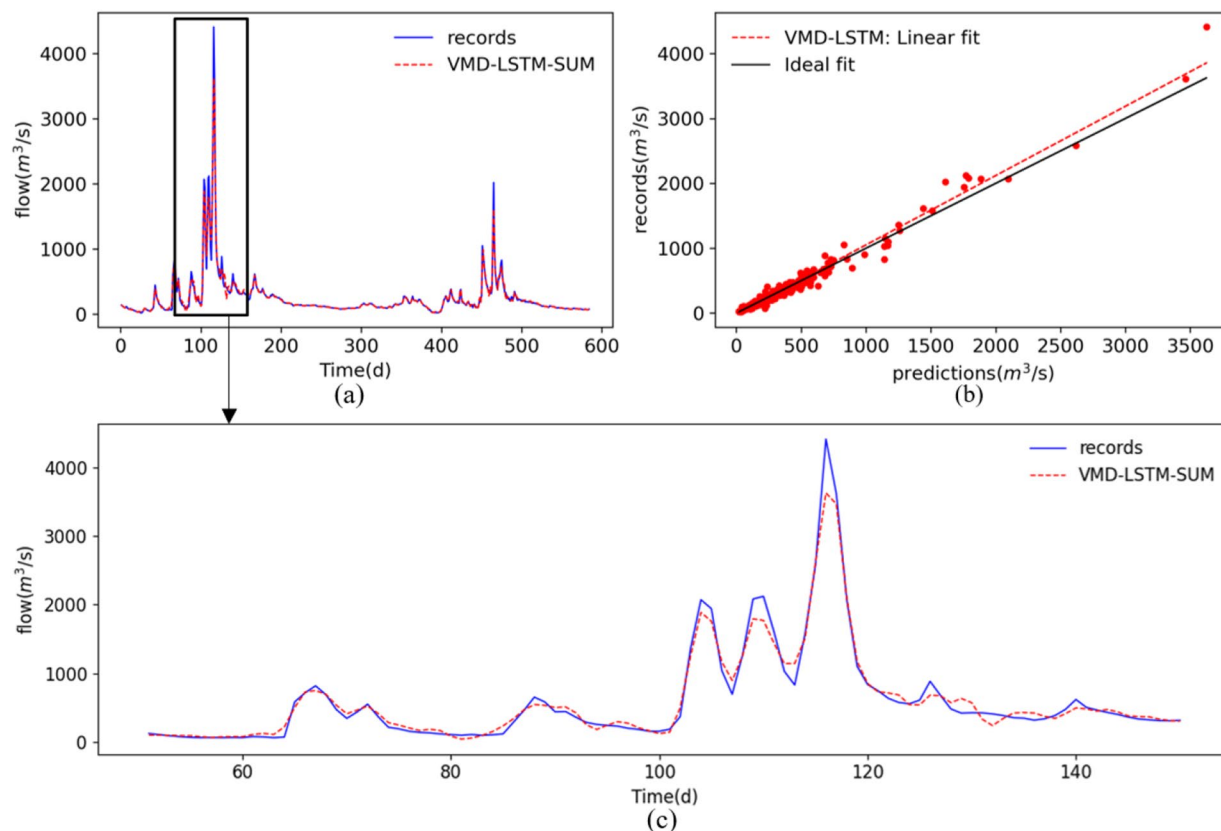 4000
3000
2000
1000
0
flow(m³/s)
records
VMD-LSTM-SUM
0 100 200 300 400 500 600
Time(d)
(a)
4000
3000
2000
1000
0
records(m³/s)
VMD-LSTM: Linear fit
Ideal fit
0 500 1000 1500 2000 2500 3000 3500
predictions(m³/s)
(b)
4000
3000
2000
1000
0
flow(m³/s)
records
VMD-LSTM-SUM
60 80 100 120 140
Time(d)
(c)